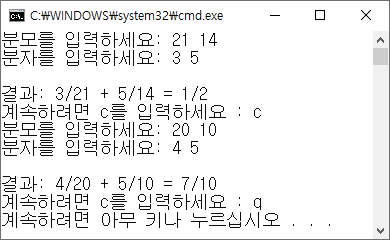 C:₩WINDOWS₩system32₩cmd.exe
분모를 입력하세요: 21 14
분자를 입력하세요: 3 5
결과: 3/21 + 5/14 = 1/2
계속하려면 c를 입력하세요 : c
분모를 입력하세요: 20 10
분자를 입력하세요: 4 5
결과: 4/20 + 5/10 = 7/10
계속하려면 c를 입력하세요 : q
계속하려면 아무 키나 누르십시오 . . .